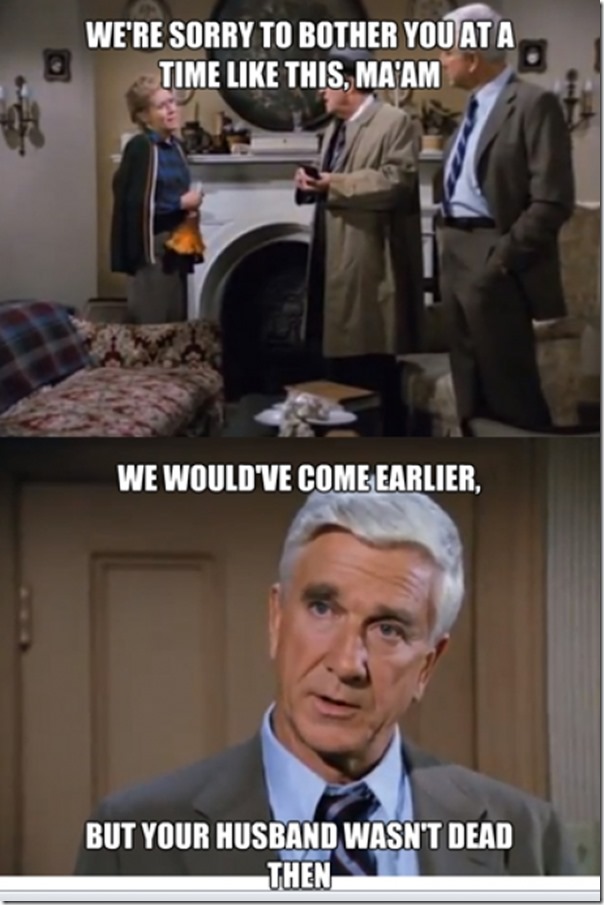 WE'RE SORRY TO BOTHER YOU AT A
TIME LIKE THIS, MA'AM
WE WOULD'VE COME EARLIER,
BUT YOUR HUSBAND WASN'T DEAD
THEN